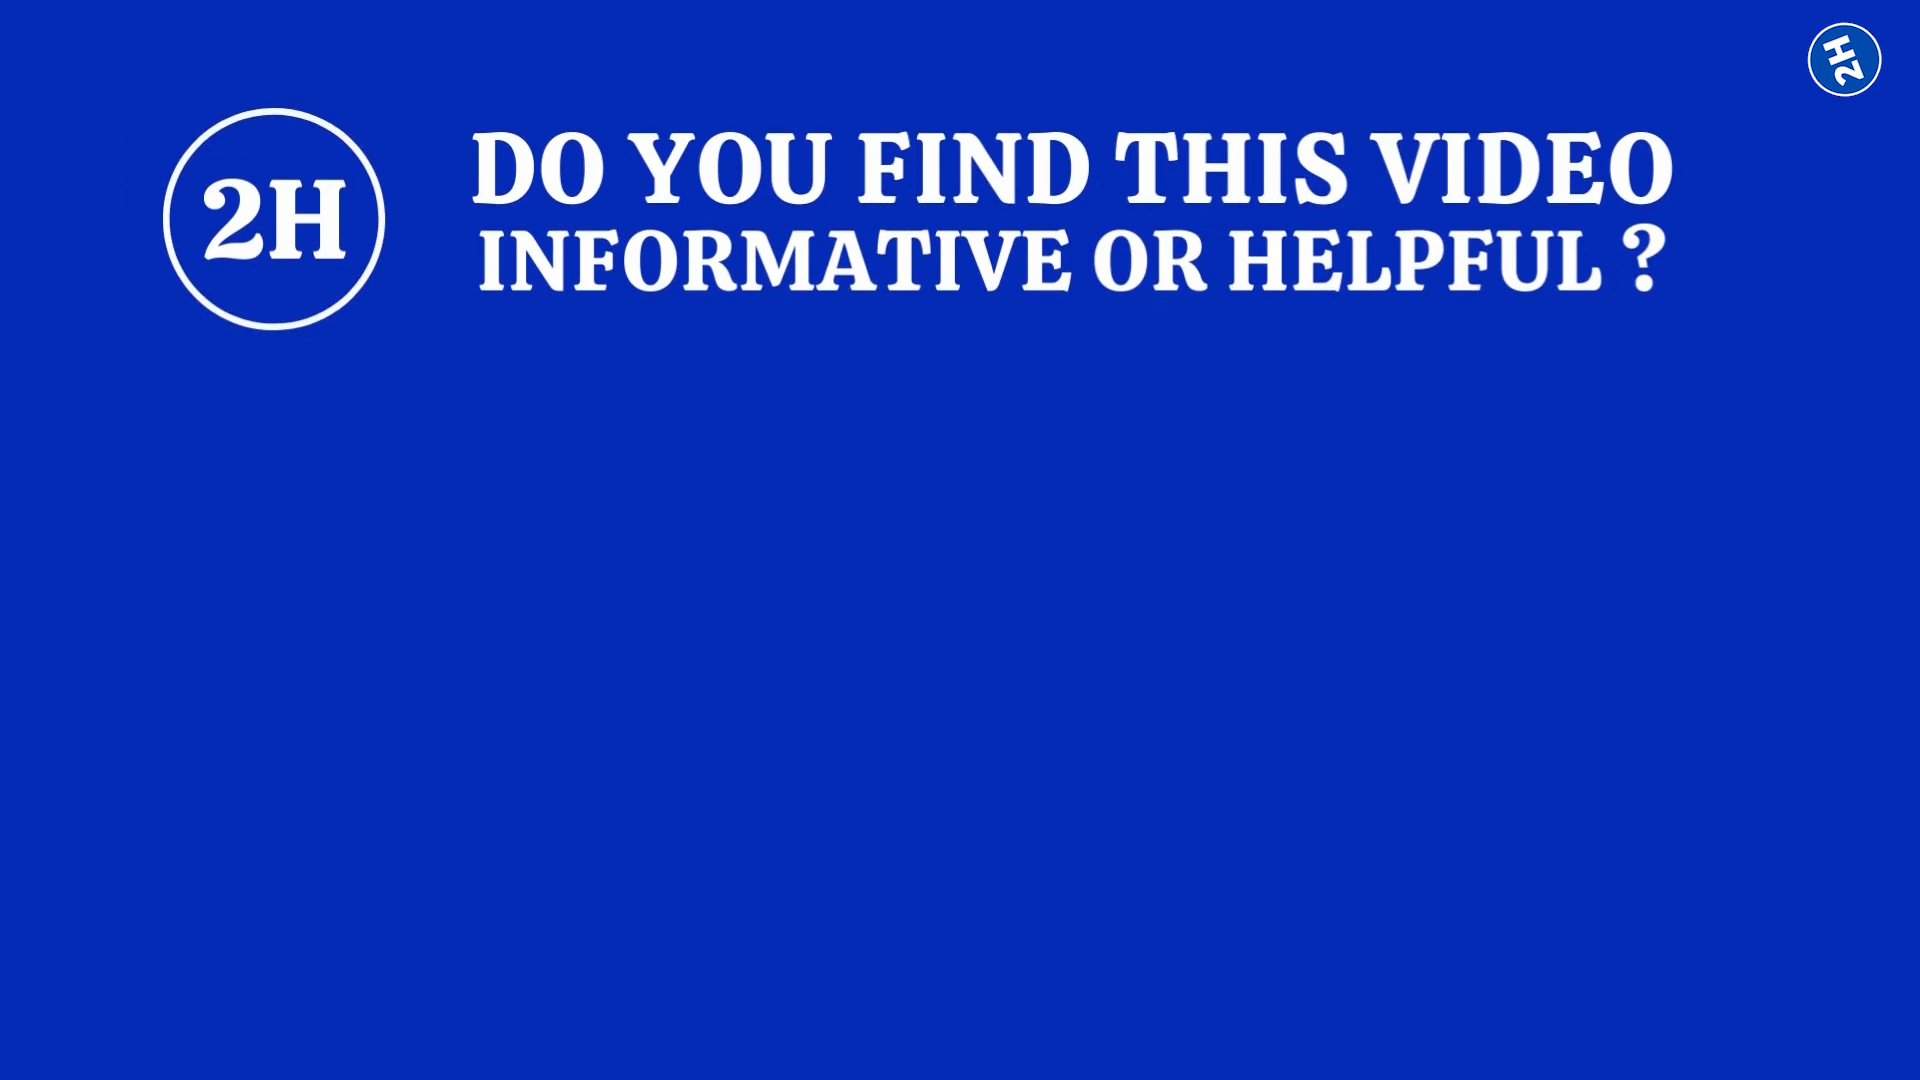 2H
DO YOU FIND THIS VIDEO
INFORMATIVE OR HELPFUL ?
2H